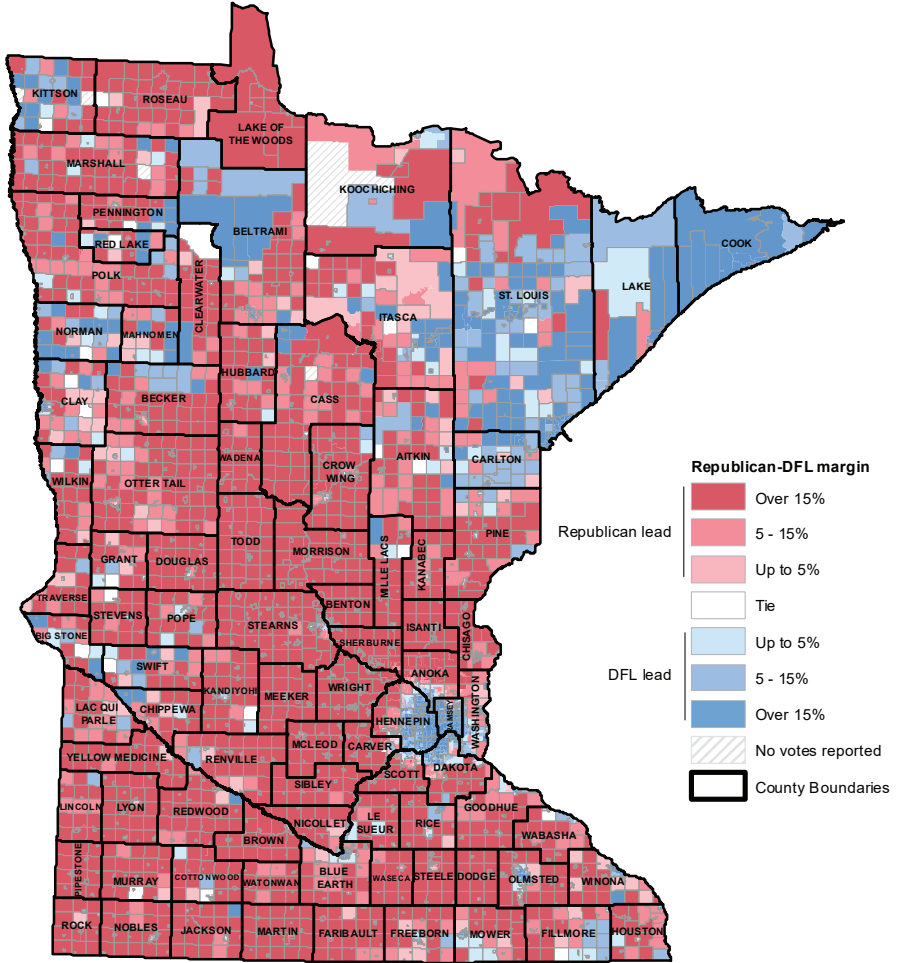 KITTSON
ROSEAU
LAKE OF
THE WOODS
MARSHALL
KOOCHICHING
PENNINGTON
BELTRAMI
RED LAKE
COOK
POLK
CLEARWATER
LAKE
ST. LOUIS
ITASCA
NORMAN
MAHNOMEN
HUBBARD
CASS
CLAY
BECKER
WADENA
AITKIN
CARLTON
CROW
WING
WILKIN
OTTER TAIL
PINE
TODD
MORRISON
MILLE LACS
KANABEC
GRANT
DOUGLAS
TRAVERSE
BENTON
STEVENS
POPE
STEARNS
ISANTI
CHISAGO
BIG STONE
SHERBURNE
SWIFT
ANOKA
KANDIYOHI
MEEKER
WRIGHT
WASHINGTON
LAC QUI
PARLE
CHIPPEWA
HENNEPIN
RAMSEY
MCLEOD
CARVER
YELLOW MEDICINE
RENVILLE
SCOTT
DAKOTA
SIBLEY
LINCOLN
LYON
REDWOOD
NICOLLET
LE
SUEUR
RICE
GOODHUE
BROWN
WABASHA
PIPESTONE
MURRAY
COTTONWOOD
WATONWAN
BLUE
EARTH
WASECA
STEELE
DODGE
OLMSTED
WINONA
ROCK
NOBLES
JACKSON
MARTIN
FARIBAULT
FREEBORN
MOWER
FILLMORE
HOUSTON
Republican-DFL margin
Republican lead
Over 15%
5 - 15%
Up to 5%
Tie
DFL lead
Up to 5%
5 - 15%
Over 15%
No votes reported
County Boundaries